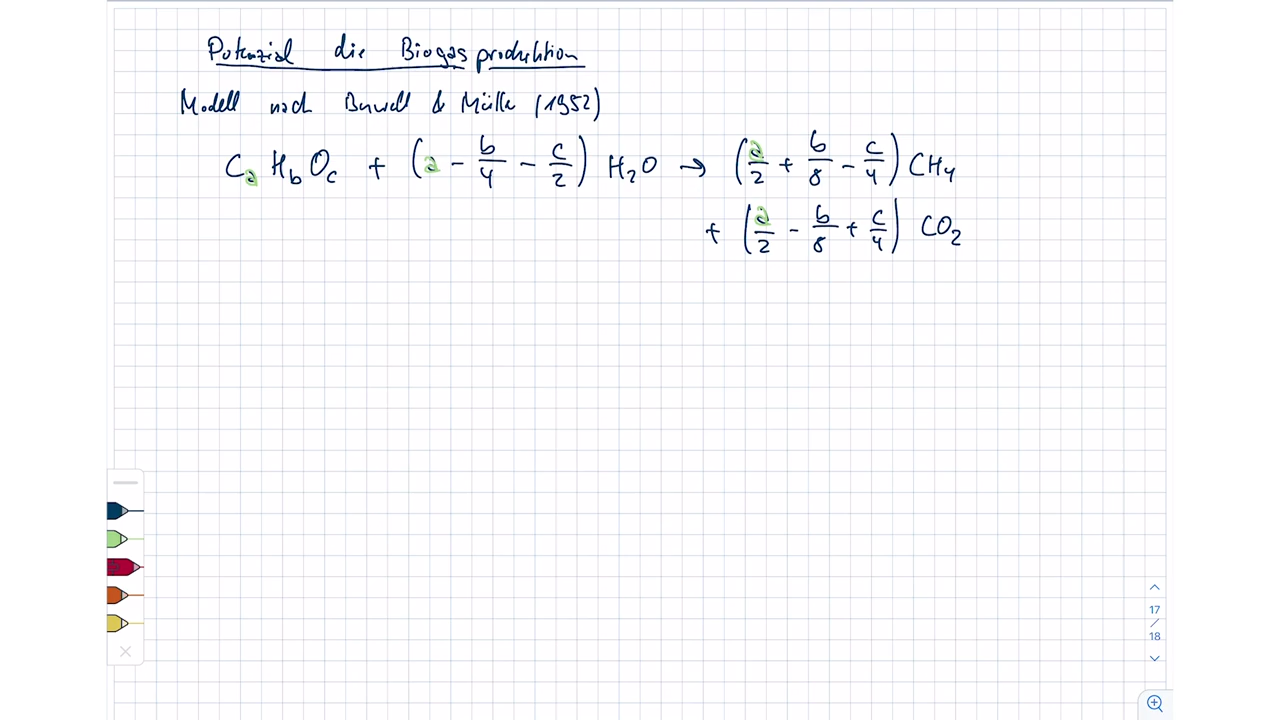 Potenzial die Biogasproduktion
Modell nach Buswell & Müller (1952)
CaHbOc + (a - b/4 - c/2) H2O → (a/2 + b/8 - c/4) CH4
+ (a/2 - b/8 + c/4) CO2
17
/
18